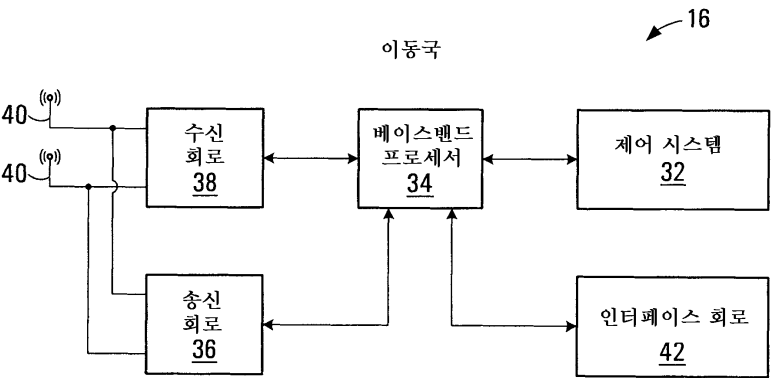 16
이동국
40
40
수신
회로
38
베이스밴드
프로세서
34
제어 시스템
32
송신
회로
36
인터페이스 회로
42